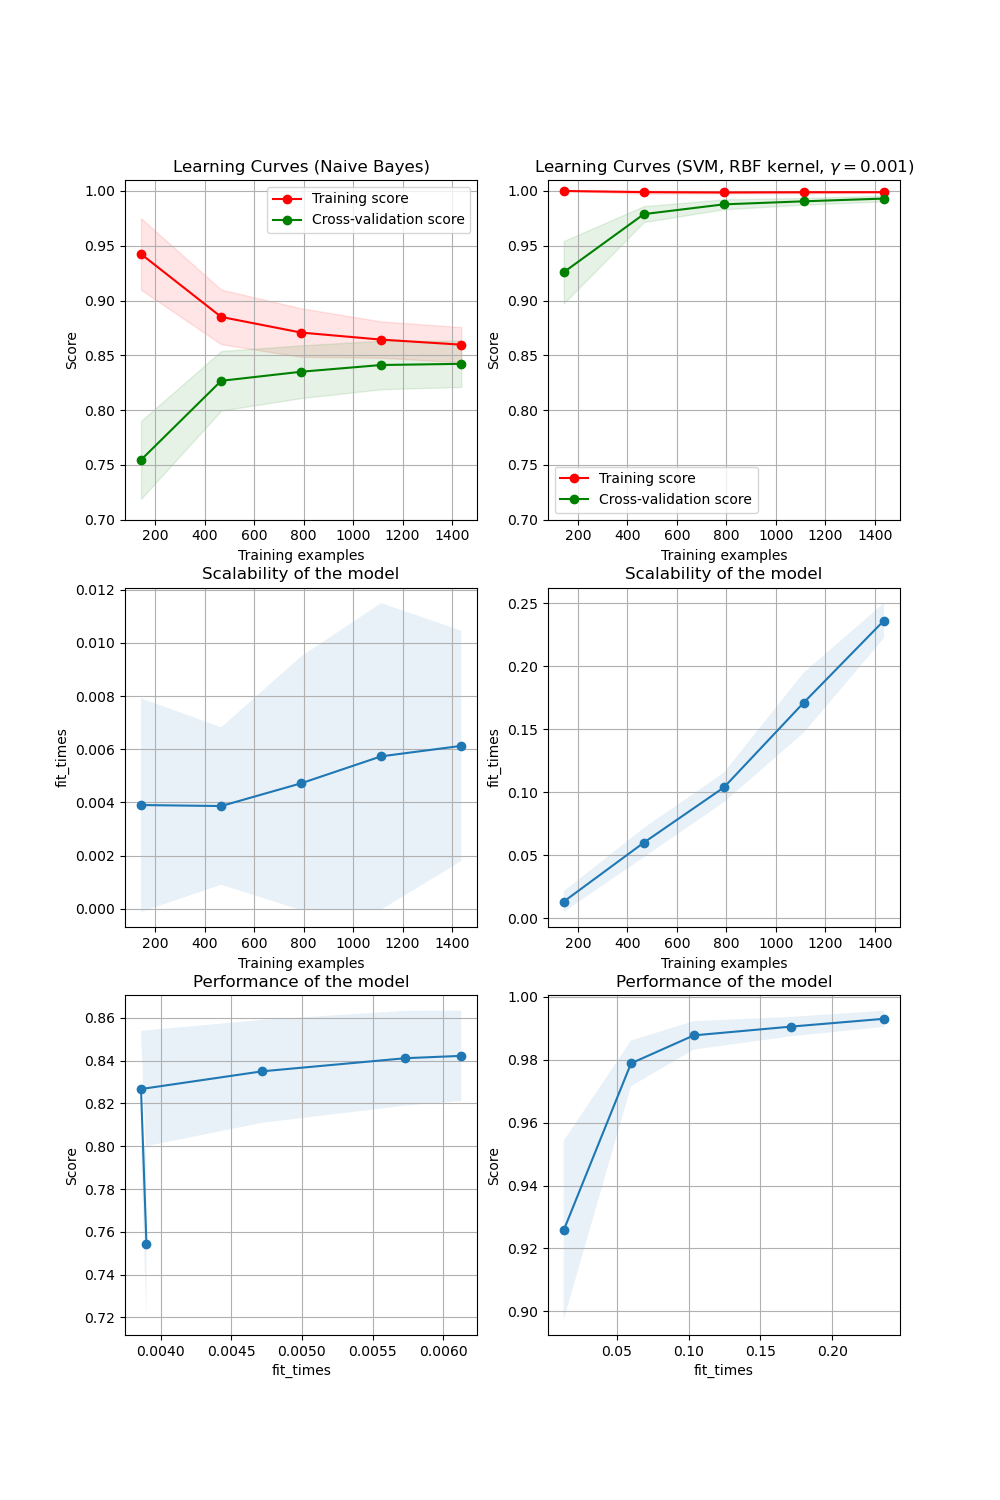 Learning Curves (Naive Bayes)
1.00
0.95
0.90
0.85
0.80
0.75
0.70
Score
Training score
Cross-validation score
200 400 600 800 1000 1200 1400
Training examples
Learning Curves (SVM, RBF kernel, γ = 0.001)
1.00
0.95
0.90
0.85
0.80
0.75
0.70
Score
Training score
Cross-validation score
200 400 600 800 1000 1200 1400
Training examples
Scalability of the model
0.012
0.010
0.008
0.006
0.004
0.002
0.000
fit_times
200 400 600 800 1000 1200 1400
Training examples
Scalability of the model
0.25
0.20
0.15
0.10
0.05
0.00
fit_times
200 400 600 800 1000 1200 1400
Training examples
Performance of the model
0.86
0.84
0.82
0.80
0.78
0.76
0.74
0.72
Score
0.0040 0.0045 0.0050 0.0055 0.0060
fit_times
Performance of the model
1.00
0.98
0.96
0.94
0.92
0.90
Score
0.05 0.10 0.15 0.20
fit_times